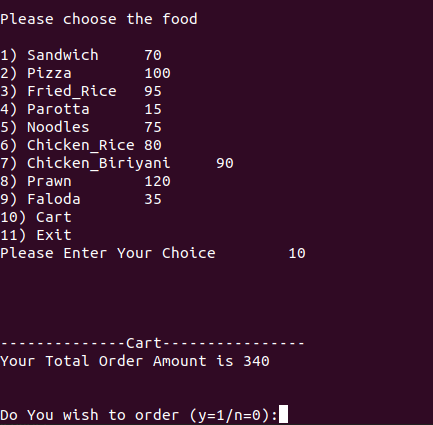 Please choose the food
1) Sandwich 70
2) Pizza 100
3) Fried_Rice 95
4) Parotta 15
5) Noodles 75
6) Chicken_Rice 80
7) Chicken_Biriyani 90
8) Prawn 120
9) Faloda 35
10) Cart
11) Exit
Please Enter Your Choice 10
--------------Cart----------------
Your Total Order Amount is 340
Do You wish to order (y=1/n=0):